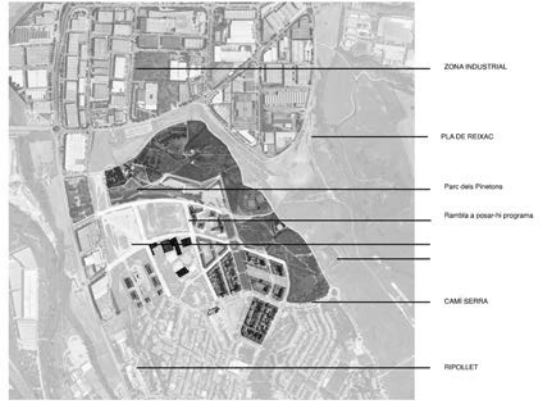 ZONA INDUSTRIAL
PLA DE REIXAC
Parc dels Pinetons
Rambla a posar-hi programa
CAMÍ SERRA
RIPOLLET